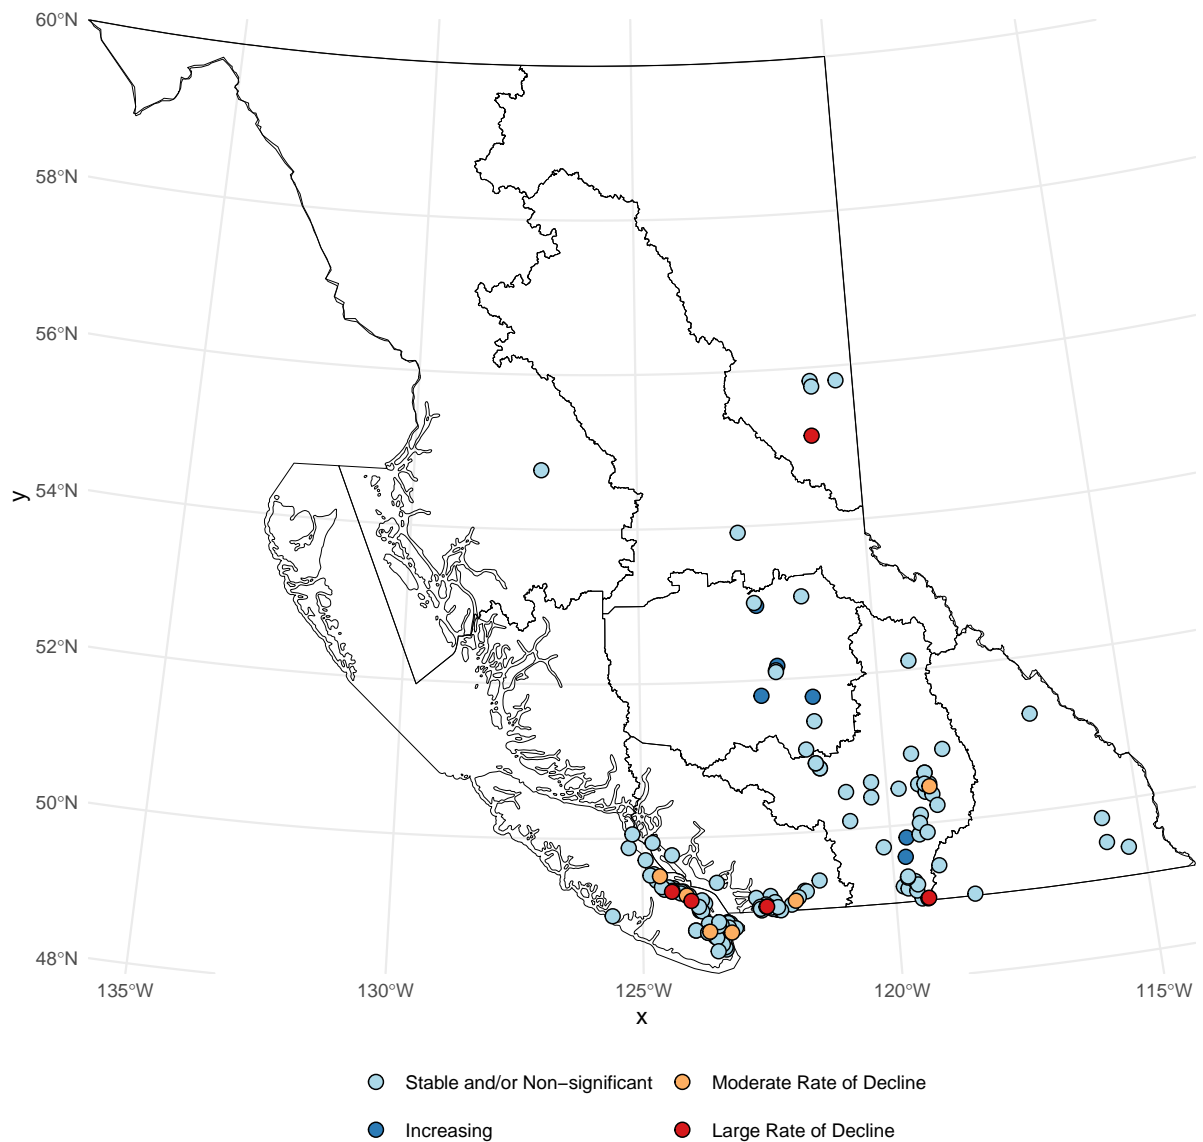 60°N
58°N
56°N
54°N
52°N
50°N
48°N
y
135°W 130°W 125°W 120°W 115°W
x
Stable and/or Non−significant Moderate Rate of Decline
Increasing Large Rate of Decline